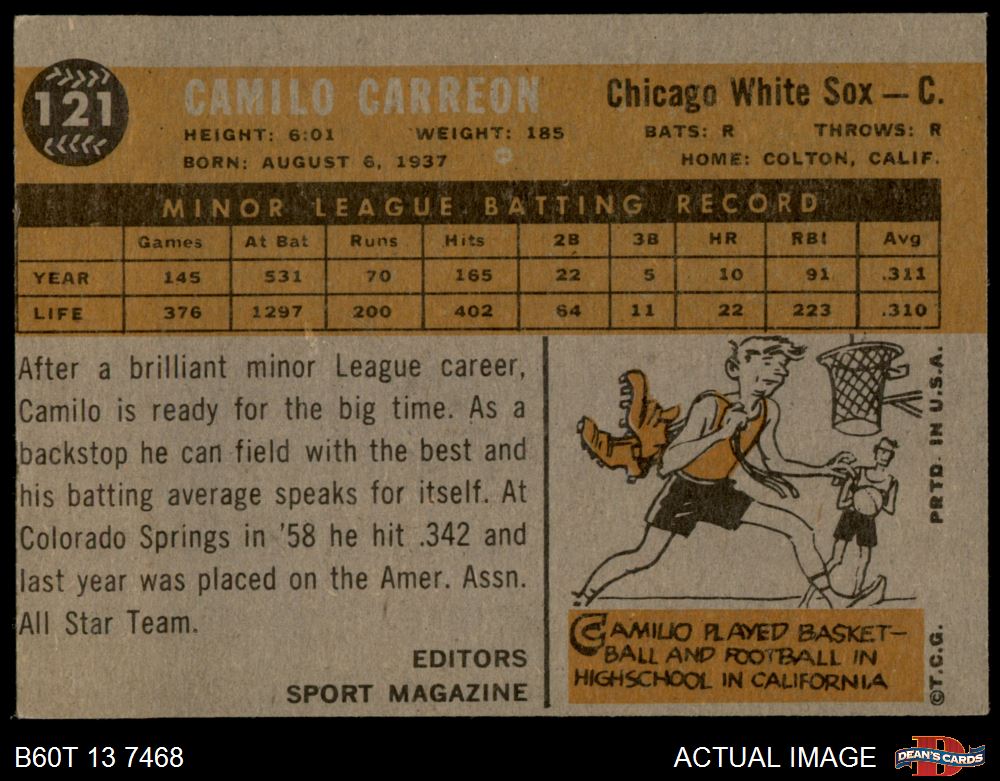 121
CAMILO CARREON
Chicago White Sox — C.
HEIGHT: 6:01 WEIGHT: 185 BATS: R THROWS: R
BORN: AUGUST 6, 1937 HOME: COLTON, CALIF.
MINOR LEAGUE BATTING RECORD
Games At Bat Runs Hits 2B 3B HR RBI Avg
YEAR 145 531 70 165 22 5 10 91 .311
LIFE 376 1297 200 402 64 11 22 223 .310
After a brilliant minor League career,
Camilo is ready for the big time. As a
backstop he can field with the best and
his batting average speaks for itself. At
Colorado Springs in '58 he hit .342 and
last year was placed on the Amer. Assn.
All Star Team.
EDITORS
SPORT MAGAZINE
CAMILIO PLAYED BASKET-
BALL AND FOOTBALL IN
HIGHSCHOOL IN CALIFORNIA
©T.C.G. PRTD. IN U.S.A.
B60T 13 7468
ACTUAL IMAGE
D
DEAN'S CARDS